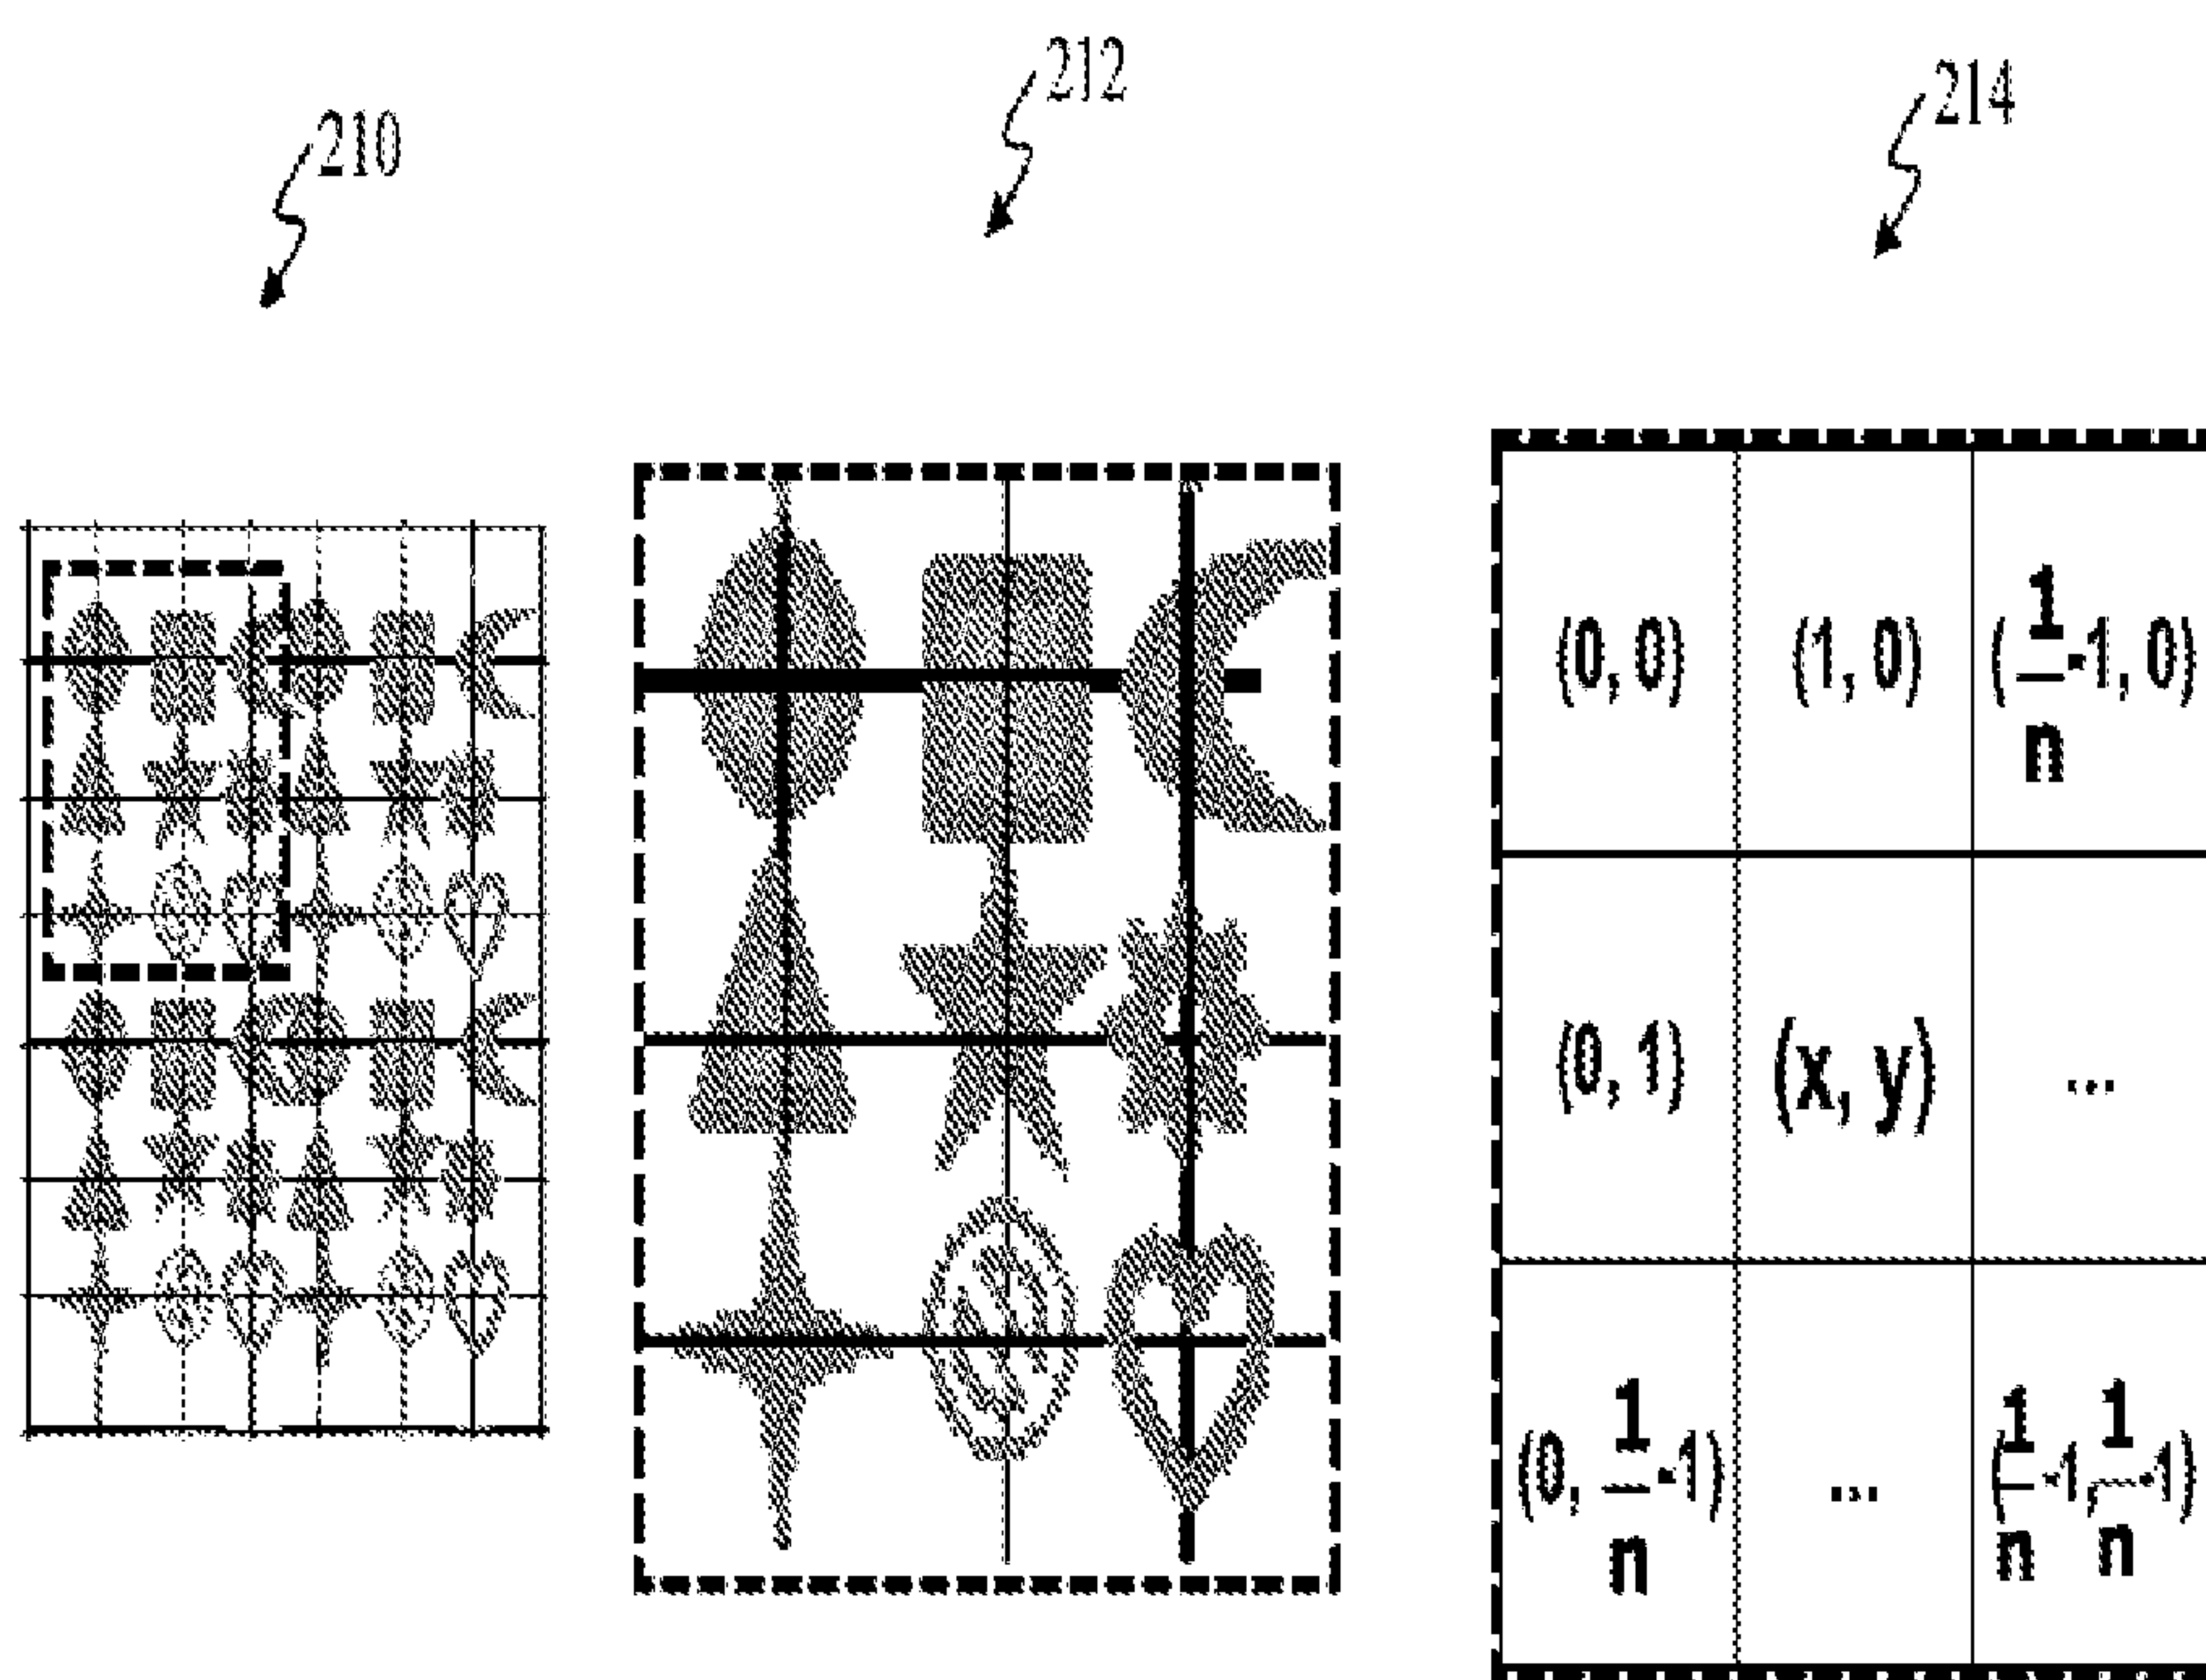 210
212
214
(0, 0) (1, 0) (1/n-1, 0)
(0, 1) (x, y) ...
(0, 1/n-1) ... (1/n-1, 1/n-1)